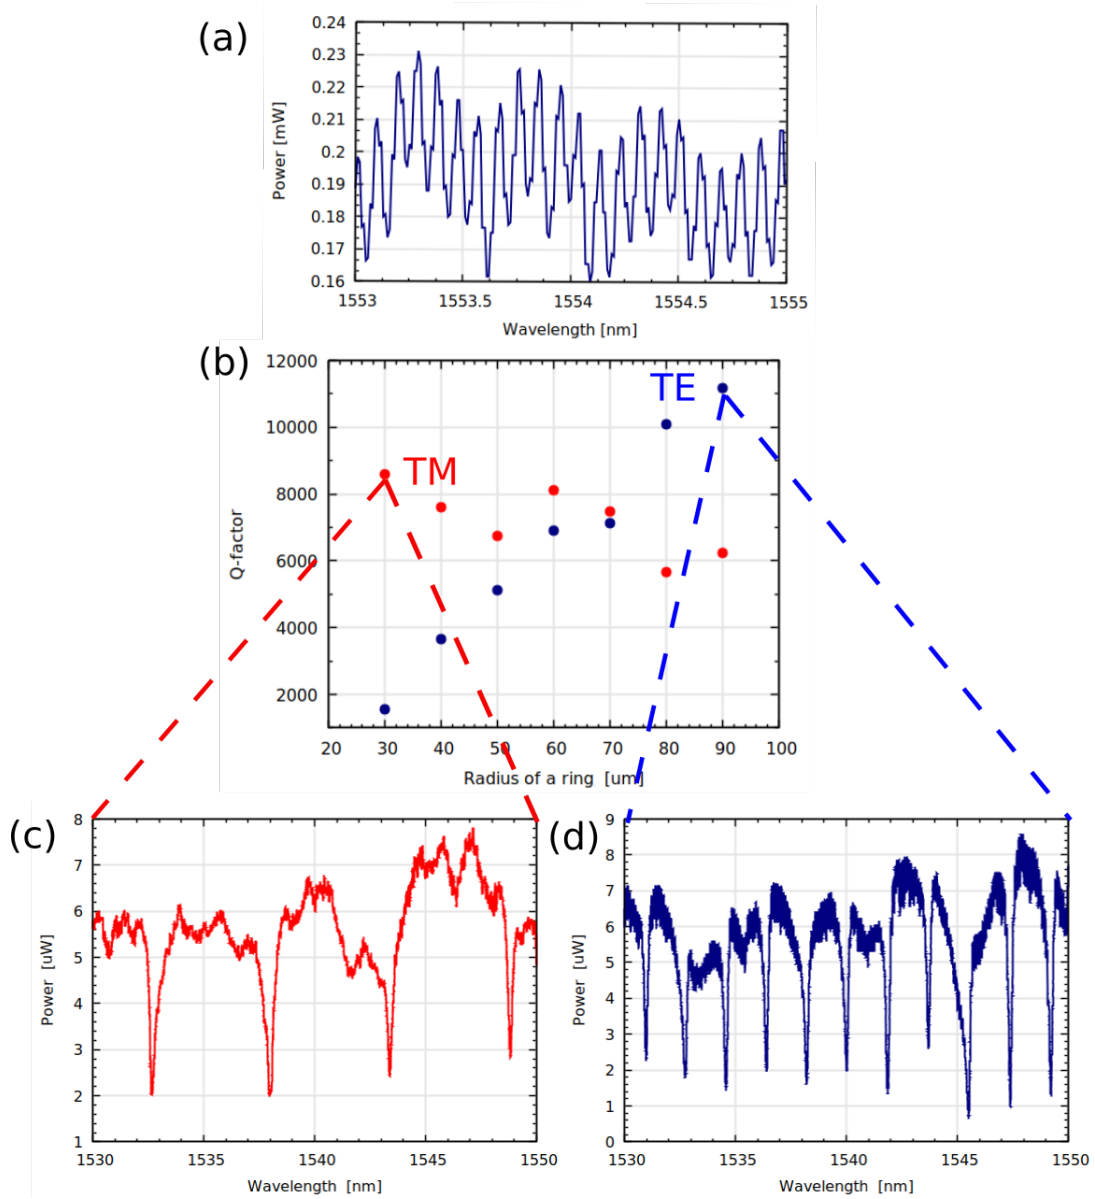 (a)
0.24
0.23
0.22
0.21
0.2
0.19
0.18
0.17
0.16
Power [mW]
1553 1553.5 1554 1554.5 1555
Wavelength [nm]
(b)
12000
10000
8000
6000
4000
2000
Q-factor
TE
TM
20 30 40 50 60 70 80 90 100
Radius of a ring [um]
(c)
8
7
6
5
4
3
2
1
Power [uW]
1530 1535 1540 1545 1550
Wavelength [nm]
(d)
9
8
7
6
5
4
3
2
1
0
Power [uW]
1530 1535 1540 1545 1550
Wavelength [nm]